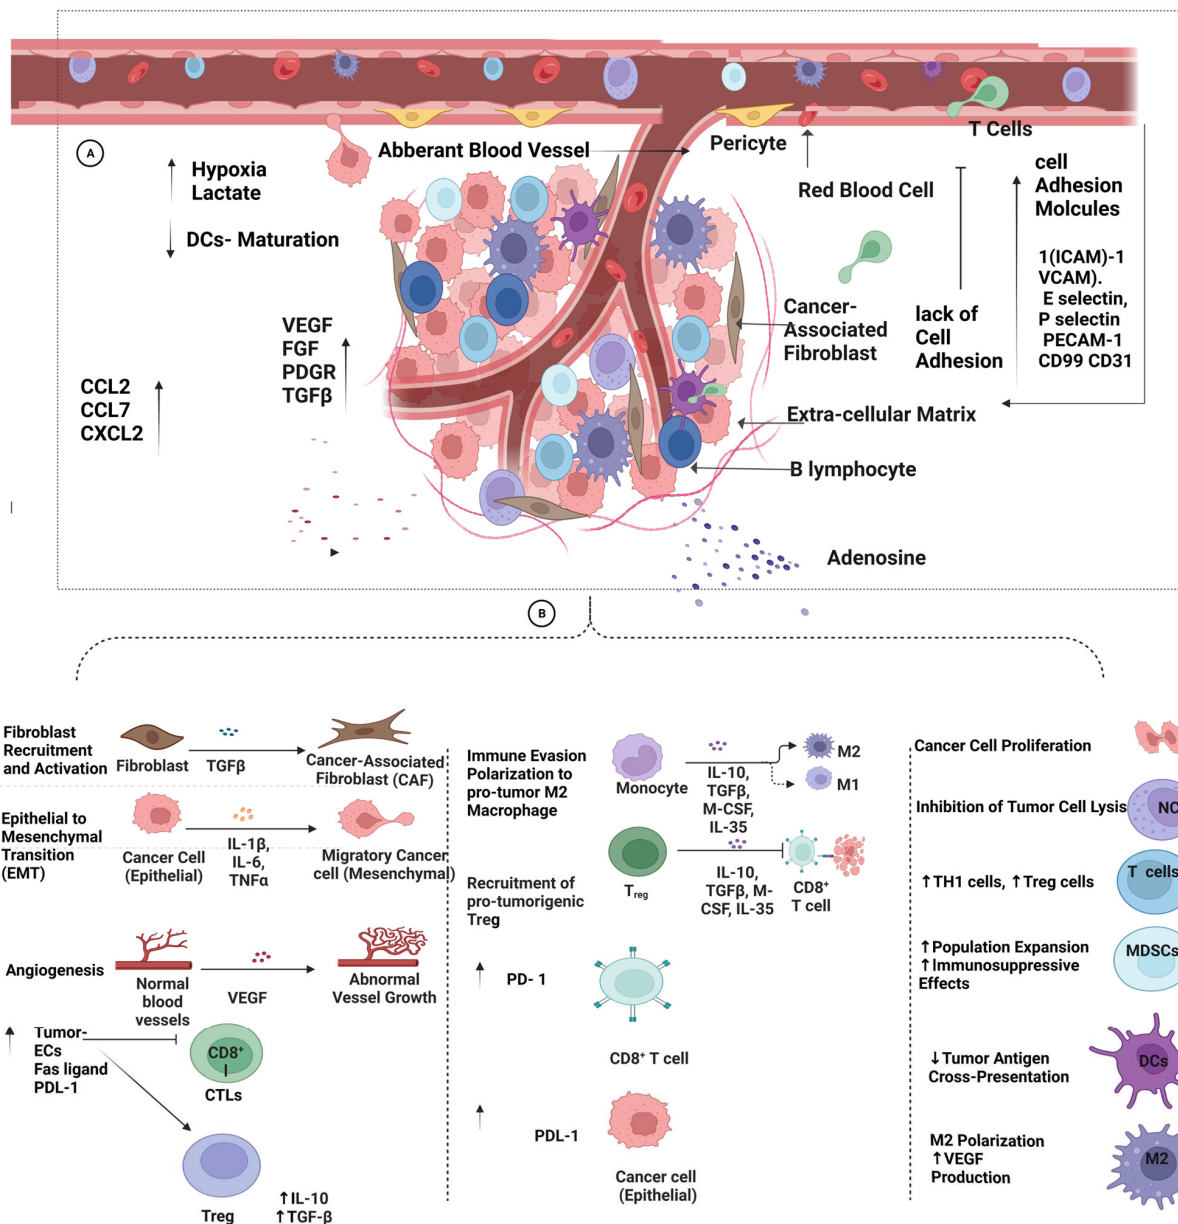 A
Hypoxia
Lactate
DCs- Maturation
Abberant Blood Vessel
Pericyte
T Cells
Red Blood Cell
cell
Adhesion
Molcules
1(ICAM)-1
VCAM).
E selectin,
P selectin
PECAM-1
CD99 CD31
lack of
Cell
Adhesion
VEGF
FGF
PDGR
TGFβ
CCL2
CCL7
CXCL2
Cancer-
Associated
Fibroblast
Extra-cellular Matrix
B lymphocyte
Adenosine
B
Fibroblast
Recruitment
and Activation
Fibroblast
TGFβ
Cancer-Associated
Fibroblast (CAF)
Epithelial to
Mesenchymal
Transition
(EMT)
Cancer Cell
(Epithelial)
IL-1β,
IL-6,
TNFα
Migratory Cancer
cell (Mesenchymal)
Angiogenesis
Normal
blood
vessels
VEGF
Abnormal
Vessel Growth
Tumor-
ECs
Fas ligand
PDL-1
CD8⁺
CTLs
Treg
↑IL-10
↑TGF-β
Immune Evasion
Polarization to
pro-tumor M2
Macrophage
Monocyte
IL-10,
TGFβ,
M-CSF,
IL-35
M2
M1
Recruitment of
pro-tumorigenic
Treg
Treg
IL-10,
TGFβ, M-
CSF, IL-35
CD8⁺
T cell
PD- 1
CD8⁺ T cell
PDL-1
Cancer cell
(Epithelial)
Cancer Cell Proliferation
Inhibition of Tumor Cell Lysis
NC
↑TH1 cells, ↑Treg cells
T cells
↑Population Expansion
↑Immunosuppressive
Effects
MDSCs
↓Tumor Antigen
Cross-Presentation
DCs
M2 Polarization
↑VEGF
Production
M2